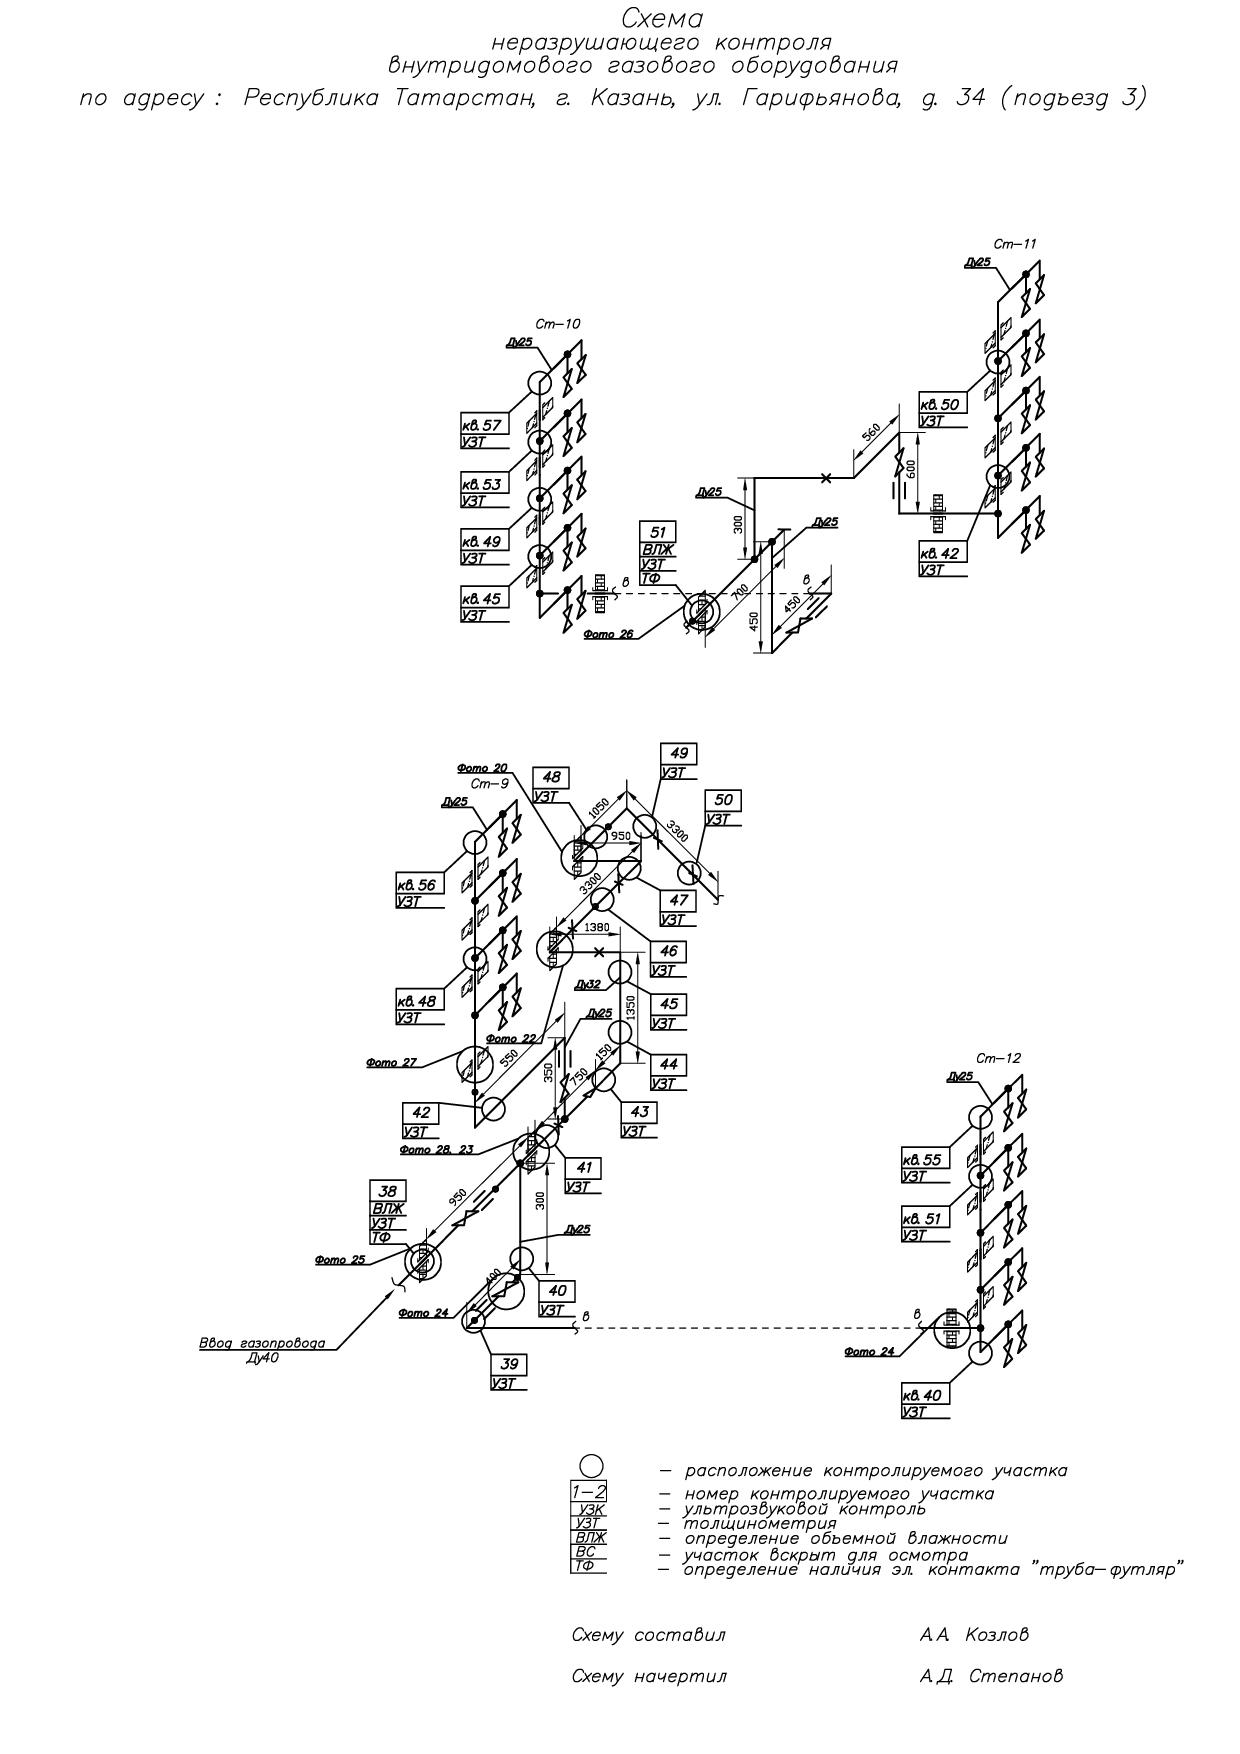 Схема
неразрушающего контроля
внутридомового газового оборудования
по адресу : Республика Татарстан, г. Казань, ул. Гарифьянова, д. 34 (подъезд 3)
Ст-11
Ду25
кв.50
УЗТ
кв.42
УЗТ
560
600
Ст-10
Ду25
кв.57
УЗТ
кв.53
УЗТ
кв.49
УЗТ
кв.45
УЗТ
в
51
ВЛЖ
УЗТ
ТФ
Фото 26
Ду25
300
Ду25
700
450
450
в
Фото 20
Ст-9
Ду25
кв.56
УЗТ
кв.48
УЗТ
Фото 27
48
УЗТ
49
УЗТ
50
УЗТ
1050
950
3300
3300
47
УЗТ
46
УЗТ
1380
Ду32
45
УЗТ
1350
Ду25
Фото 22
44
УЗТ
150
750
350
550
43
УЗТ
42
УЗТ
Фото 28, 23
41
УЗТ
950
300
38
ВЛЖ
УЗТ
ТФ
Фото 25
Ду25
400
40
УЗТ
Фото 24
в
Ввод газопровода
Ду40
39
УЗТ
Ст-12
Ду25
кв.55
УЗТ
кв.51
УЗТ
в
Фото 24
кв.40
УЗТ
– расположение контролируемого участка
1-2 – номер контролируемого участка
УЗК – ультрозвуковой контроль
УЗТ – толщинометрия
ВЛЖ – определение объемной влажности
ВС – участок вскрыт для осмотра
ТФ – определение наличия эл. контакта "труба-футляр"
Схему составил А.А. Козлов
Схему начертил А.Д. Степанов